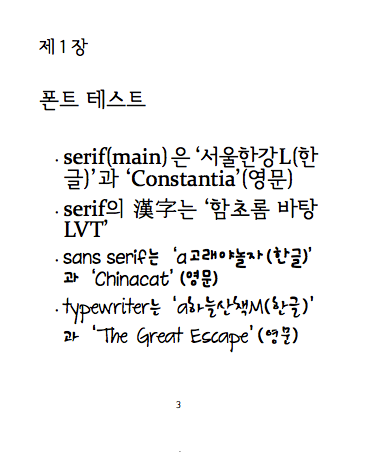 제 1 장
폰트 테스트
· serif(main) 은 ‘서울한강L(한
글)’과 ‘Constantia’(영문)
· serif의 漢字는 ‘함초롬 바탕
LVT’
· sans serif는 ‘a고래야놀자(한글)’
과 ‘Chinacat’ (영문)
· typewriter는 ‘a하늘산책M(한글)’
과 ‘The Great Escape’(영문)
3